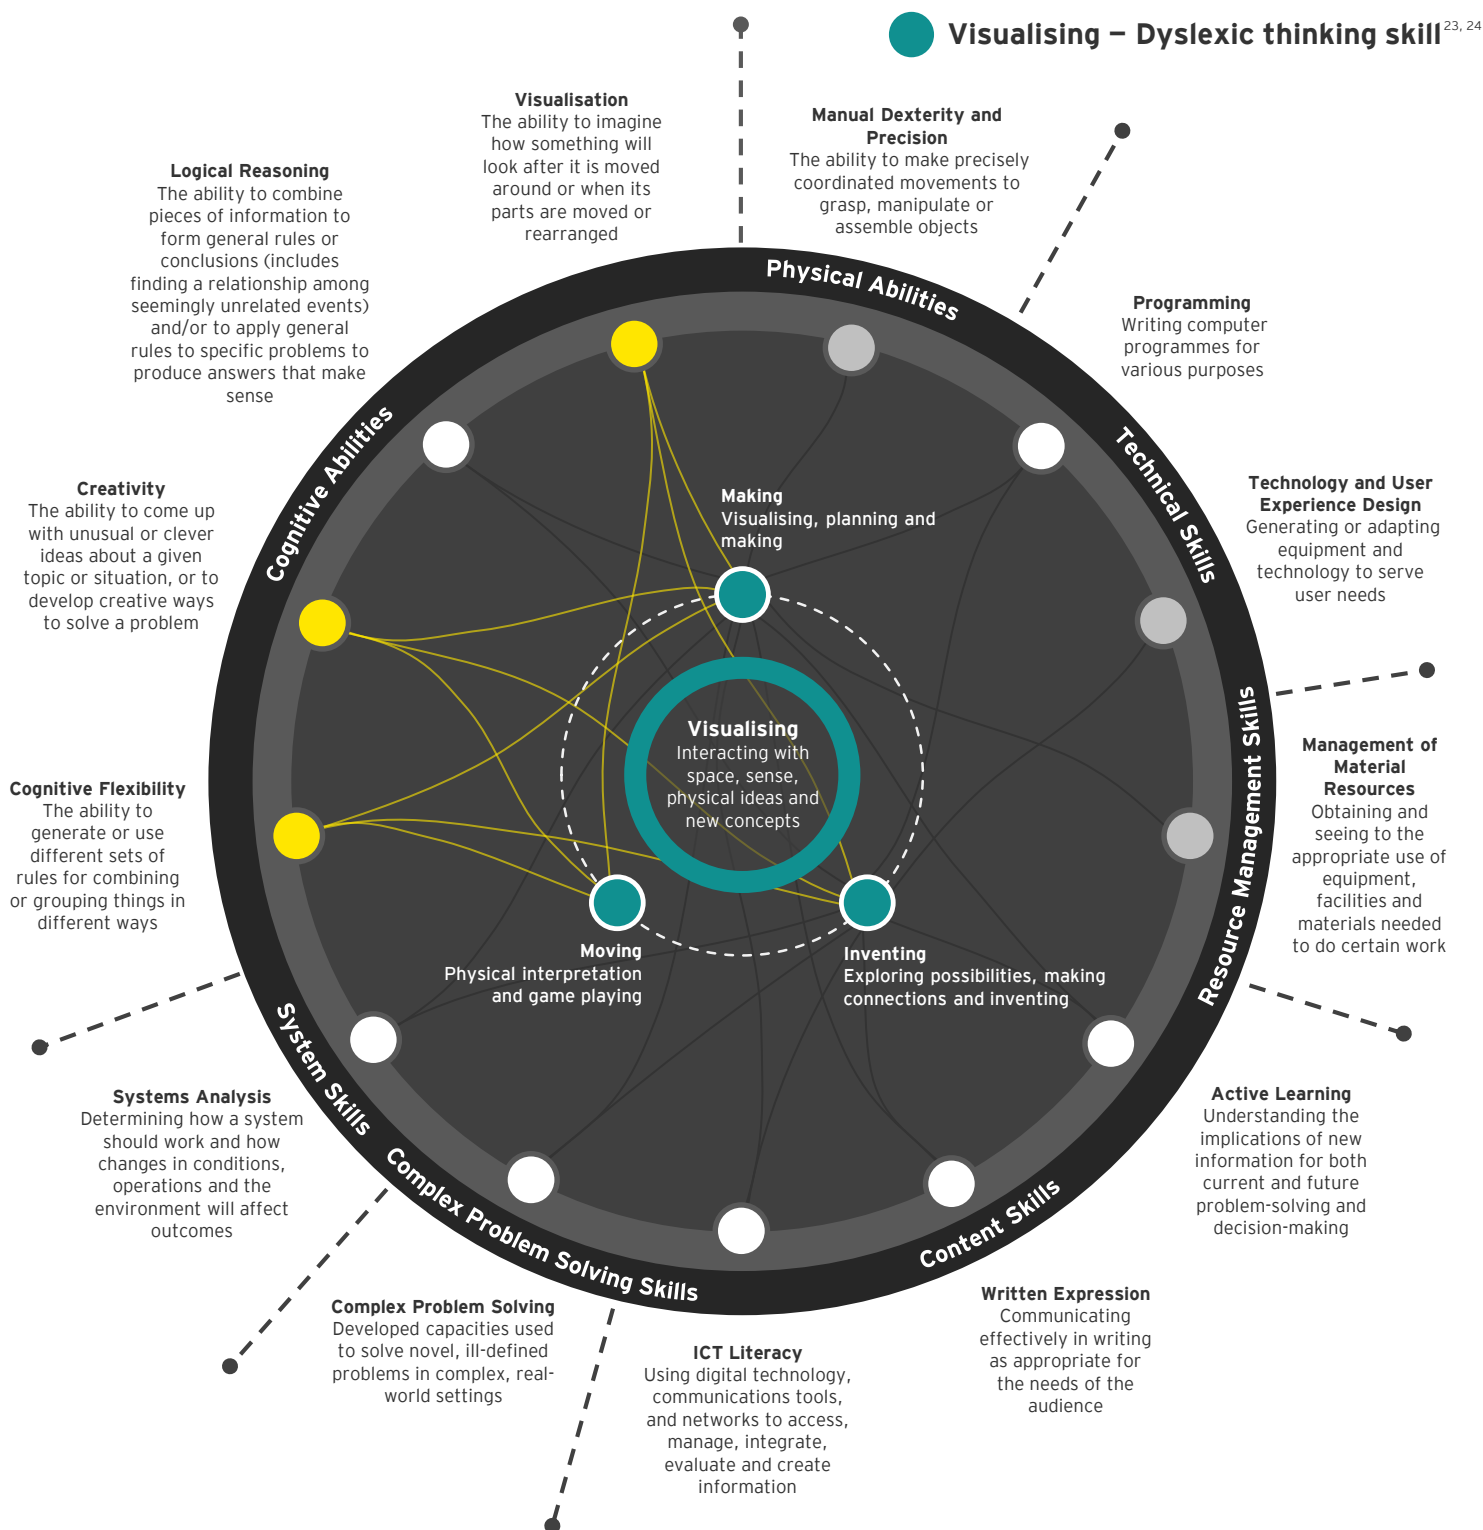 Visualising – Dyslexic thinking skill 23, 24
Visualisation
The ability to imagine
how something will
look after it is moved
around or when its
parts are moved or
rearranged
Manual Dexterity and
Precision
The ability to make precisely
coordinated movements to
grasp, manipulate or
assemble objects
Logical Reasoning
The ability to combine
pieces of information to
form general rules or
conclusions (includes
finding a relationship among
seemingly unrelated events)
and/or to apply general
rules to specific problems to
produce answers that make
sense
Programming
Writing computer
programmes for
various purposes
Creativity
The ability to come up
with unusual or clever
ideas about a given
topic or situation, or to
develop creative ways
to solve a problem
Technology and User
Experience Design
Generating or adapting
equipment and
technology to serve
user needs
Cognitive Flexibility
The ability to
generate or use
different sets of
rules for combining
or grouping things in
different ways
Management of
Material
Resources
Obtaining and
seeing to the
appropriate use of
equipment,
facilities and
materials needed
to do certain work
Physical Abilities
Cognitive Abilities
Technical Skills
Resource Management Skills
System Skills
Complex Problem Solving Skills
Content Skills
Making
Visualising, planning and
making
Visualising
Interacting with
space, sense,
physical ideas and
new concepts
Moving
Physical interpretation
and game playing
Inventing
Exploring possibilities, making
connections and inventing
Systems Analysis
Determining how a system
should work and how
changes in conditions,
operations and the
environment will affect
outcomes
Active Learning
Understanding the
implications of new
information for both
current and future
problem-solving and
decision-making
Complex Problem Solving
Developed capacities used
to solve novel, ill-defined
problems in complex, real-
world settings
ICT Literacy
Using digital technology,
communications tools,
and networks to access,
manage, integrate,
evaluate and create
information
Written Expression
Communicating
effectively in writing
as appropriate for
the needs of the
audience